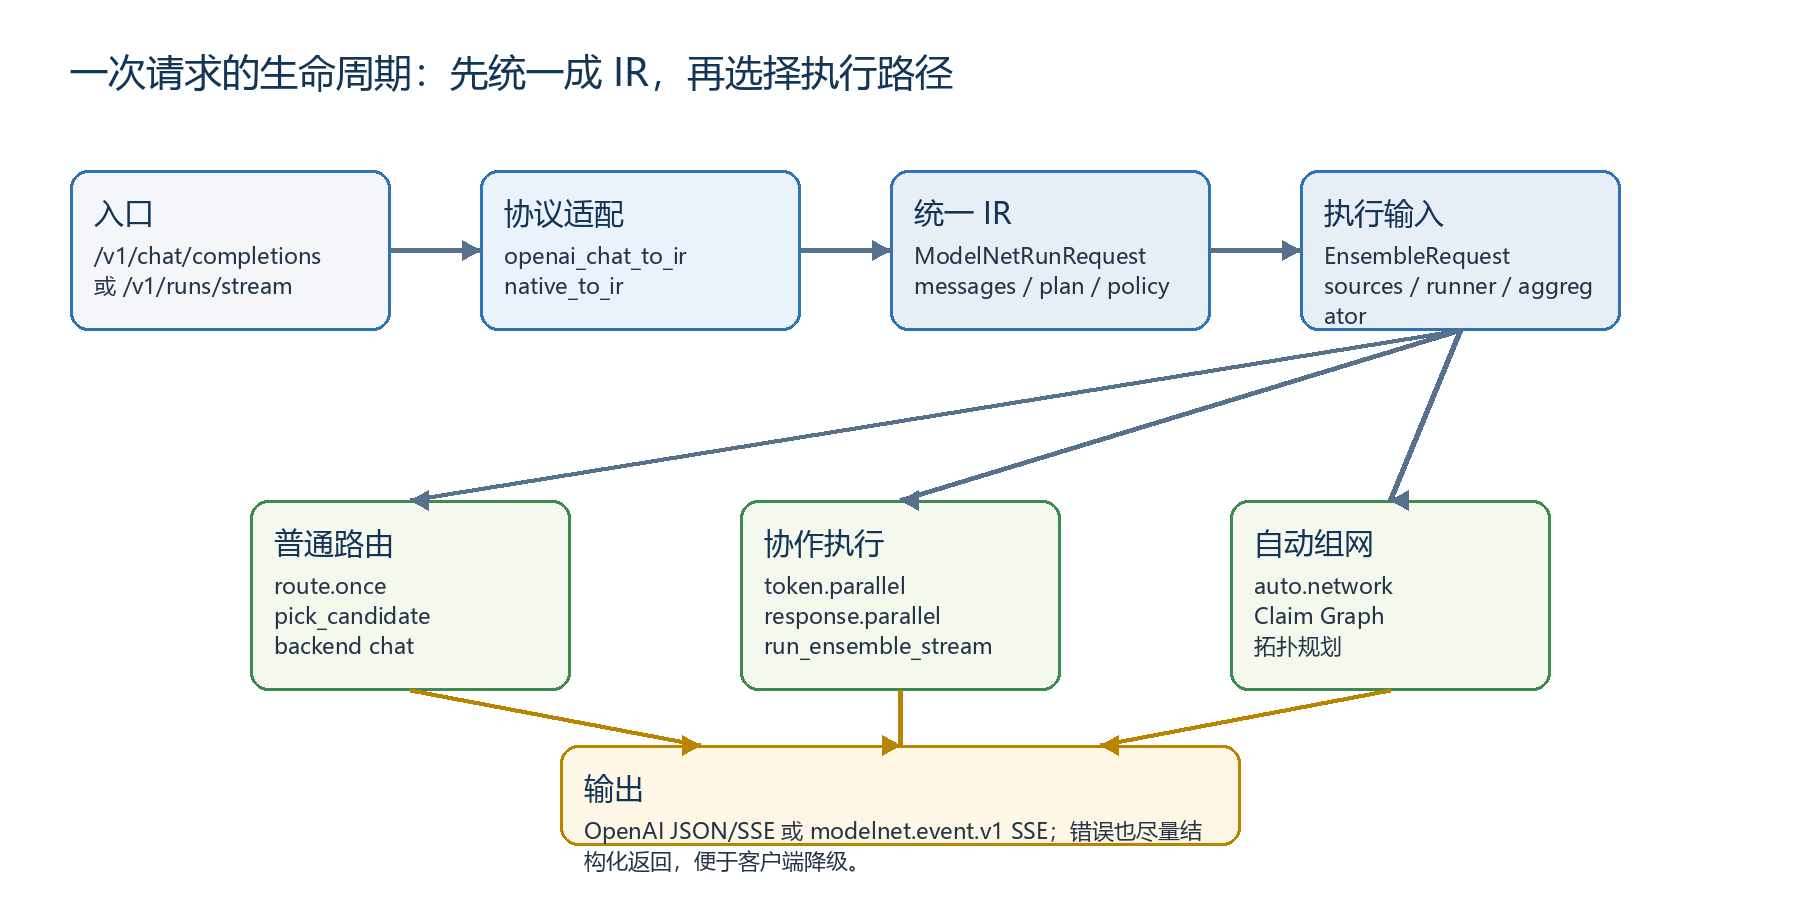 一次请求的生命周期：先统一成 IR，再选择执行路径
入口
/v1/chat/completions
或 /v1/runs/stream
协议适配
openai_chat_to_ir
native_to_ir
统一 IR
ModelNetRunRequest
messages / plan / policy
执行输入
EnsembleRequest
sources / runner / aggreg
ator
普通路由
route.once
pick_candidate
backend chat
协作执行
token.parallel
response.parallel
run_ensemble_stream
自动组网
auto.network
Claim Graph
拓扑规划
输出
OpenAI JSON/SSE 或 modelnet.event.v1 SSE；错误也尽量结
构化返回，便于客户端降级。